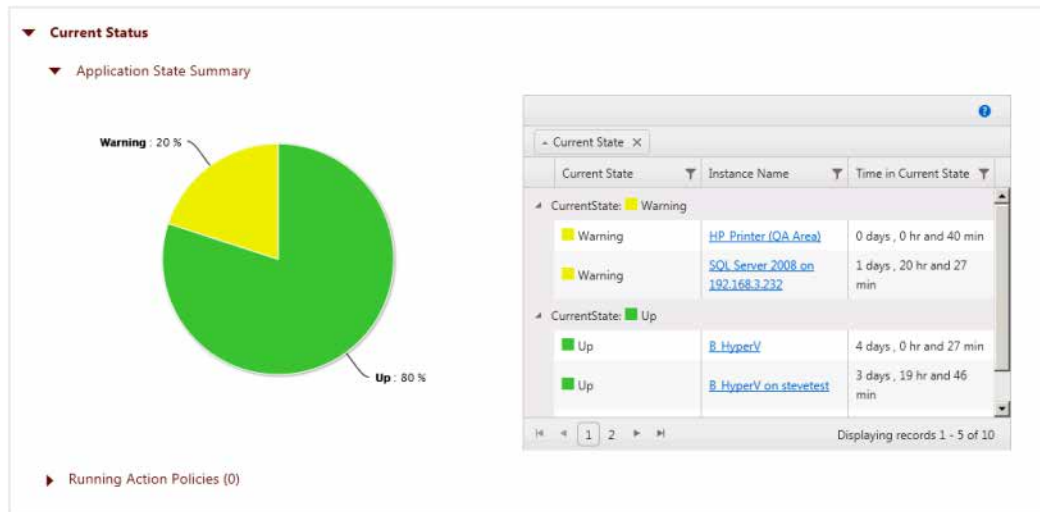 Current Status
Application State Summary
Warning : 20 %
Up : 80 %
Current State ×
Current State Instance Name Time in Current State
CurrentState: Warning
Warning HP Printer (QA Area) 0 days , 0 hr and 40 min
Warning SQL Server 2008 on 1 days , 20 hr and 27
192.168.3.232 min
CurrentState: Up
Up B_HyperV 4 days , 0 hr and 27 min
Up B_HyperV on stevetest 3 days , 19 hr and 46
min
1 2 Displaying records 1 - 5 of 10
Running Action Policies (0)